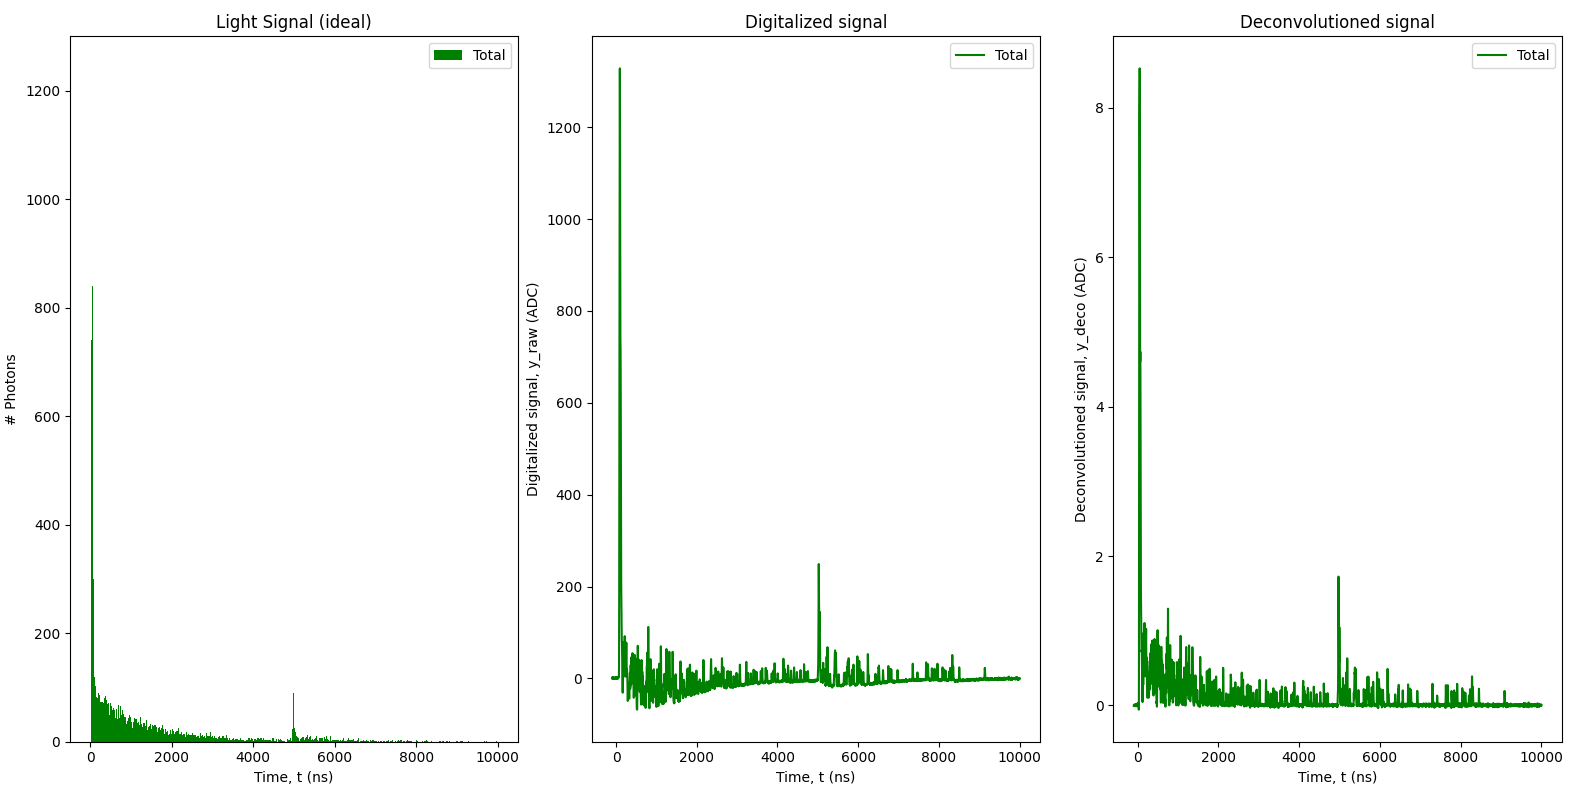 Light Signal (ideal)
Total
1200
1000
800
600
400
200
0
# Photons
0 2000 4000 6000 8000 10000
Time, t (ns)
Digitalized signal
Total
1200
1000
800
600
400
200
0
Digitalized signal, y_raw (ADC)
0 2000 4000 6000 8000 10000
Time, t (ns)
Deconvolutioned signal
Total
8
6
4
2
0
Deconvolutioned signal, y_deco (ADC)
0 2000 4000 6000 8000 10000
Time, t (ns)